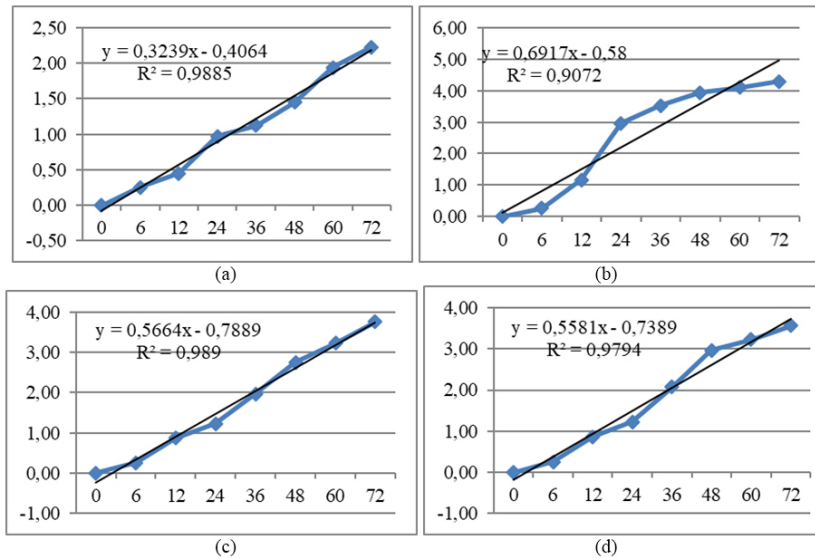 2,50
y = 0,3239x - 0,4064
R² = 0,9885
2,00
1,50
1,00
0,50
0,00
-0,50
0 6 12 24 36 48 60 72
(a)
6,00
y = 0,6917x - 0,58
R² = 0,9072
5,00
4,00
3,00
2,00
1,00
0,00
0 6 12 24 36 48 60 72
(b)
4,00
y = 0,5664x - 0,7889
R² = 0,989
3,00
2,00
1,00
0,00
-1,00
0 6 12 24 36 48 60 72
(c)
4,00
y = 0,5581x - 0,7389
R² = 0,9794
3,00
2,00
1,00
0,00
-1,00
0 6 12 24 36 48 60 72
(d)